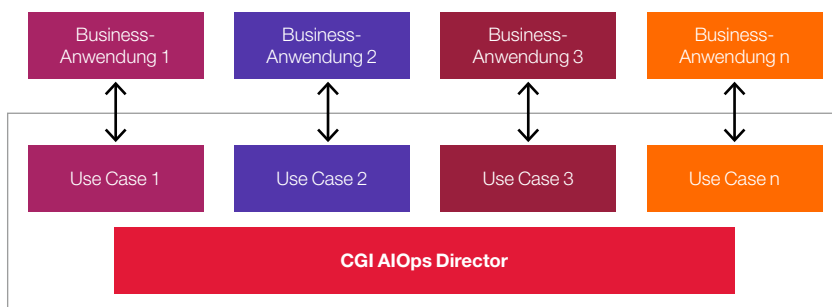 Business-
Anwendung 1
Business-
Anwendung 2
Business-
Anwendung 3
Business-
Anwendung n
Use Case 1
Use Case 2
Use Case 3
Use Case n
CGI AIOps Director